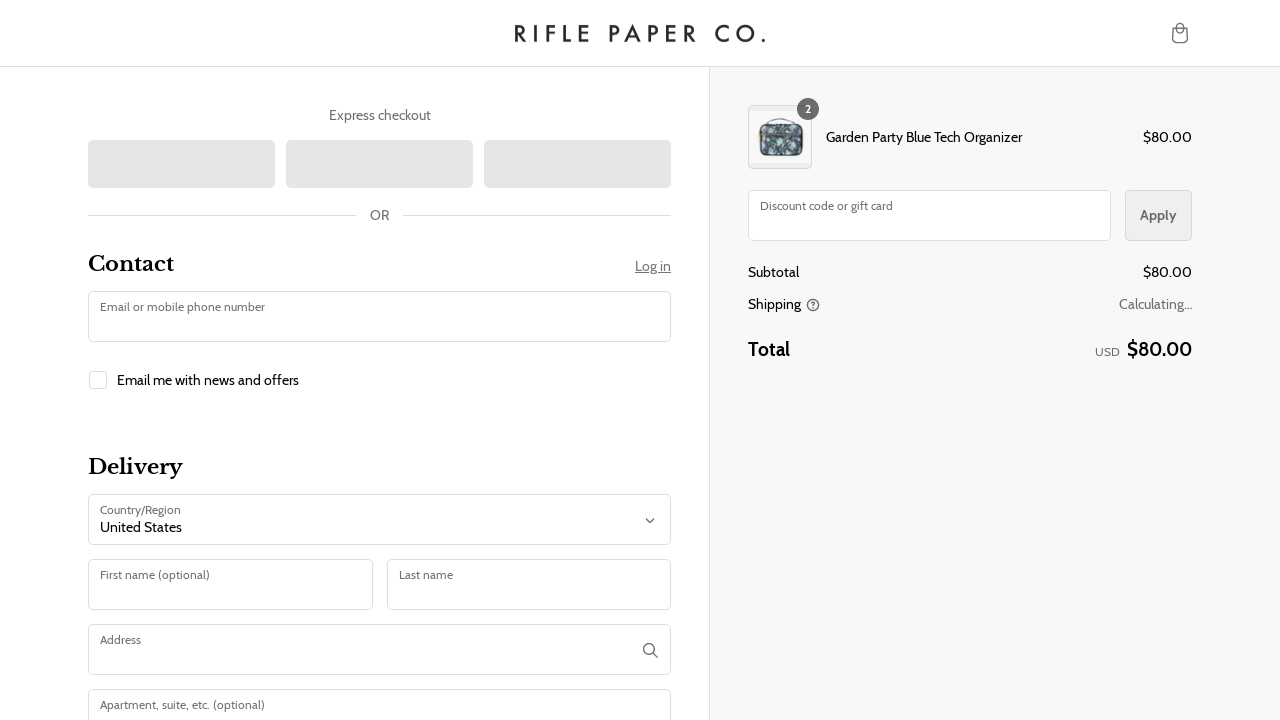 RIFLE PAPER CO.
Express checkout
OR
Contact
Log in
Email or mobile phone number
Email me with news and offers
Delivery
Country/Region
United States
First name (optional)
Last name
Address
Apartment, suite, etc. (optional)
2
Garden Party Blue Tech Organizer
$80.00
Discount code or gift card
Apply
Subtotal
$80.00
Shipping
Calculating...
Total
USD $80.00